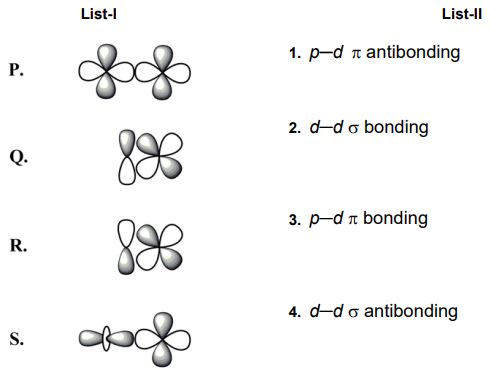 List-I List-II
P. 1. p–d π antibonding
Q. 2. d–d σ bonding
R. 3. p–d π bonding
S. 4. d–d σ antibonding